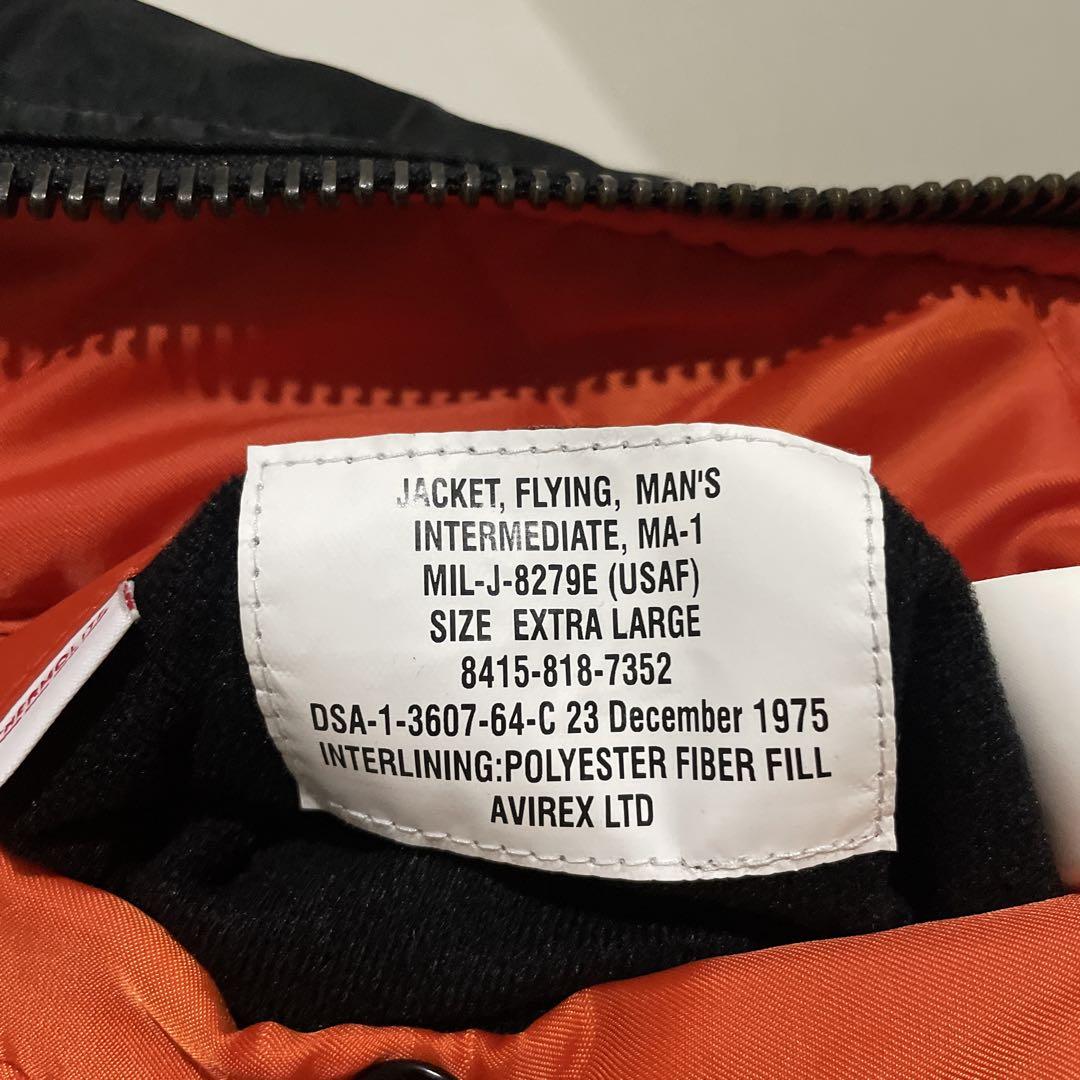 JACKET, FLYING, MAN'S
INTERMEDIATE, MA-1
MIL-J-8279E (USAF)
SIZE EXTRA LARGE
8415-818-7352
DSA-1-3607-64-C 23 December 1975
INTERLINING:POLYESTER FIBER FILL
AVIREX LTD